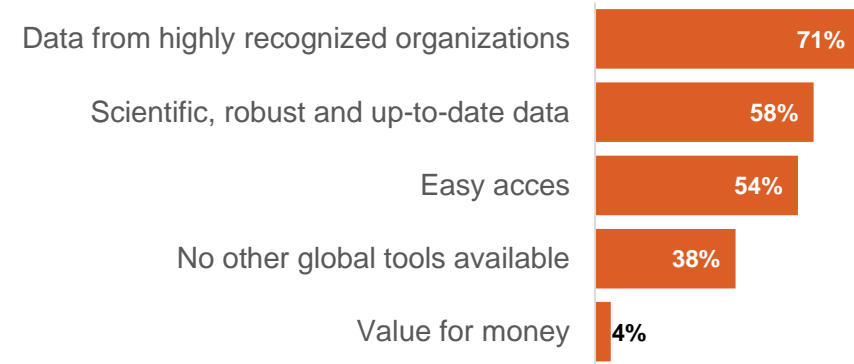 Data from highly recognized organizations 71%
Scientific, robust and up-to-date data 58%
Easy acces 54%
No other global tools available 38%
Value for money 4%